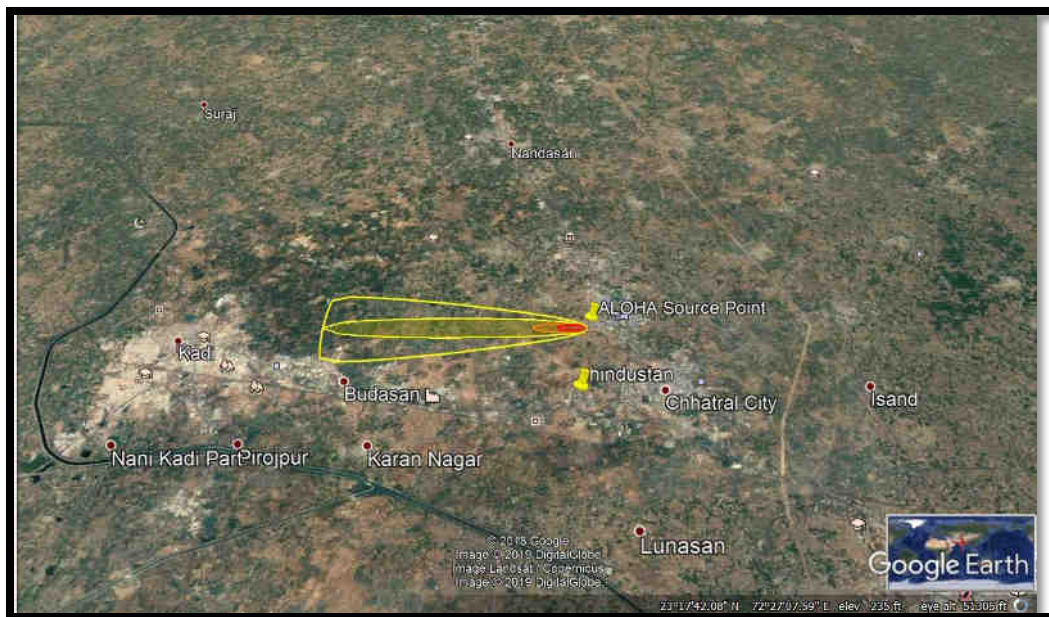 Suraj
Nandasan
ALOHA Source Point
Kadi
hindustan
Budasan
Chhatral City
Isand
Nani Kadi Part
Pirojpur
Karan Nagar
Lunasan
© 2018 Google
Image © 2019 DigitalGlobe
Image Landsat / Copernicus
Image © 2019 DigitalGlobe
Google Earth
23°17'42.08" N 72°27'07.59" E elev 235 ft eye alt 51305 ft